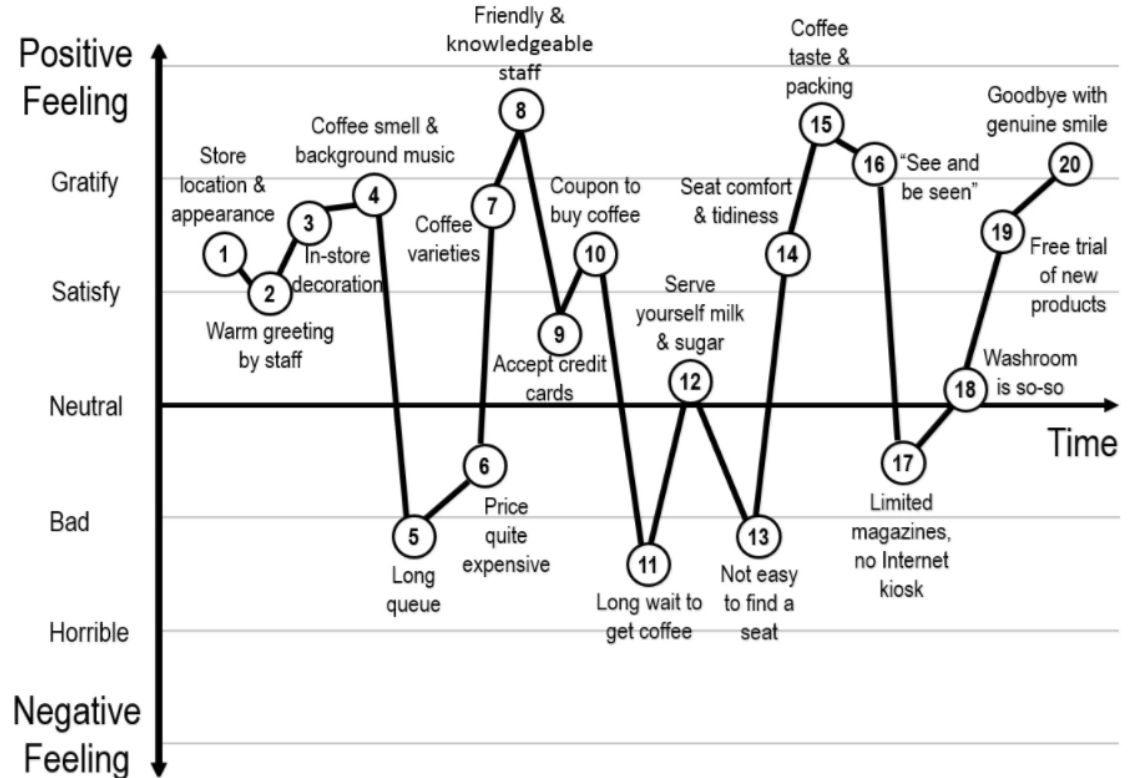 Positive
Feeling
Gratify
Satisfy
Neutral
Bad
Horrible
Negative
Feeling
Time
1
Store
location &
appearance
2
Warm greeting
by staff
3
In-store
decoration
4
Coffee smell &
background music
5
Long
queue
6
Price
quite
expensive
7
Coffee
varieties
8
Friendly &
knowledgeable
staff
9
Accept credit
cards
10
Coupon to
buy coffee
11
Long wait to
get coffee
12
Serve
yourself milk
& sugar
13
Not easy
to find a
seat
14
Seat comfort
& tidiness
15
Coffee
taste &
packing
16
“See and
be seen”
17
Limited
magazines,
no Internet
kiosk
18
Washroom
is so-so
19
Free trial
of new
products
20
Goodbye with
genuine smile